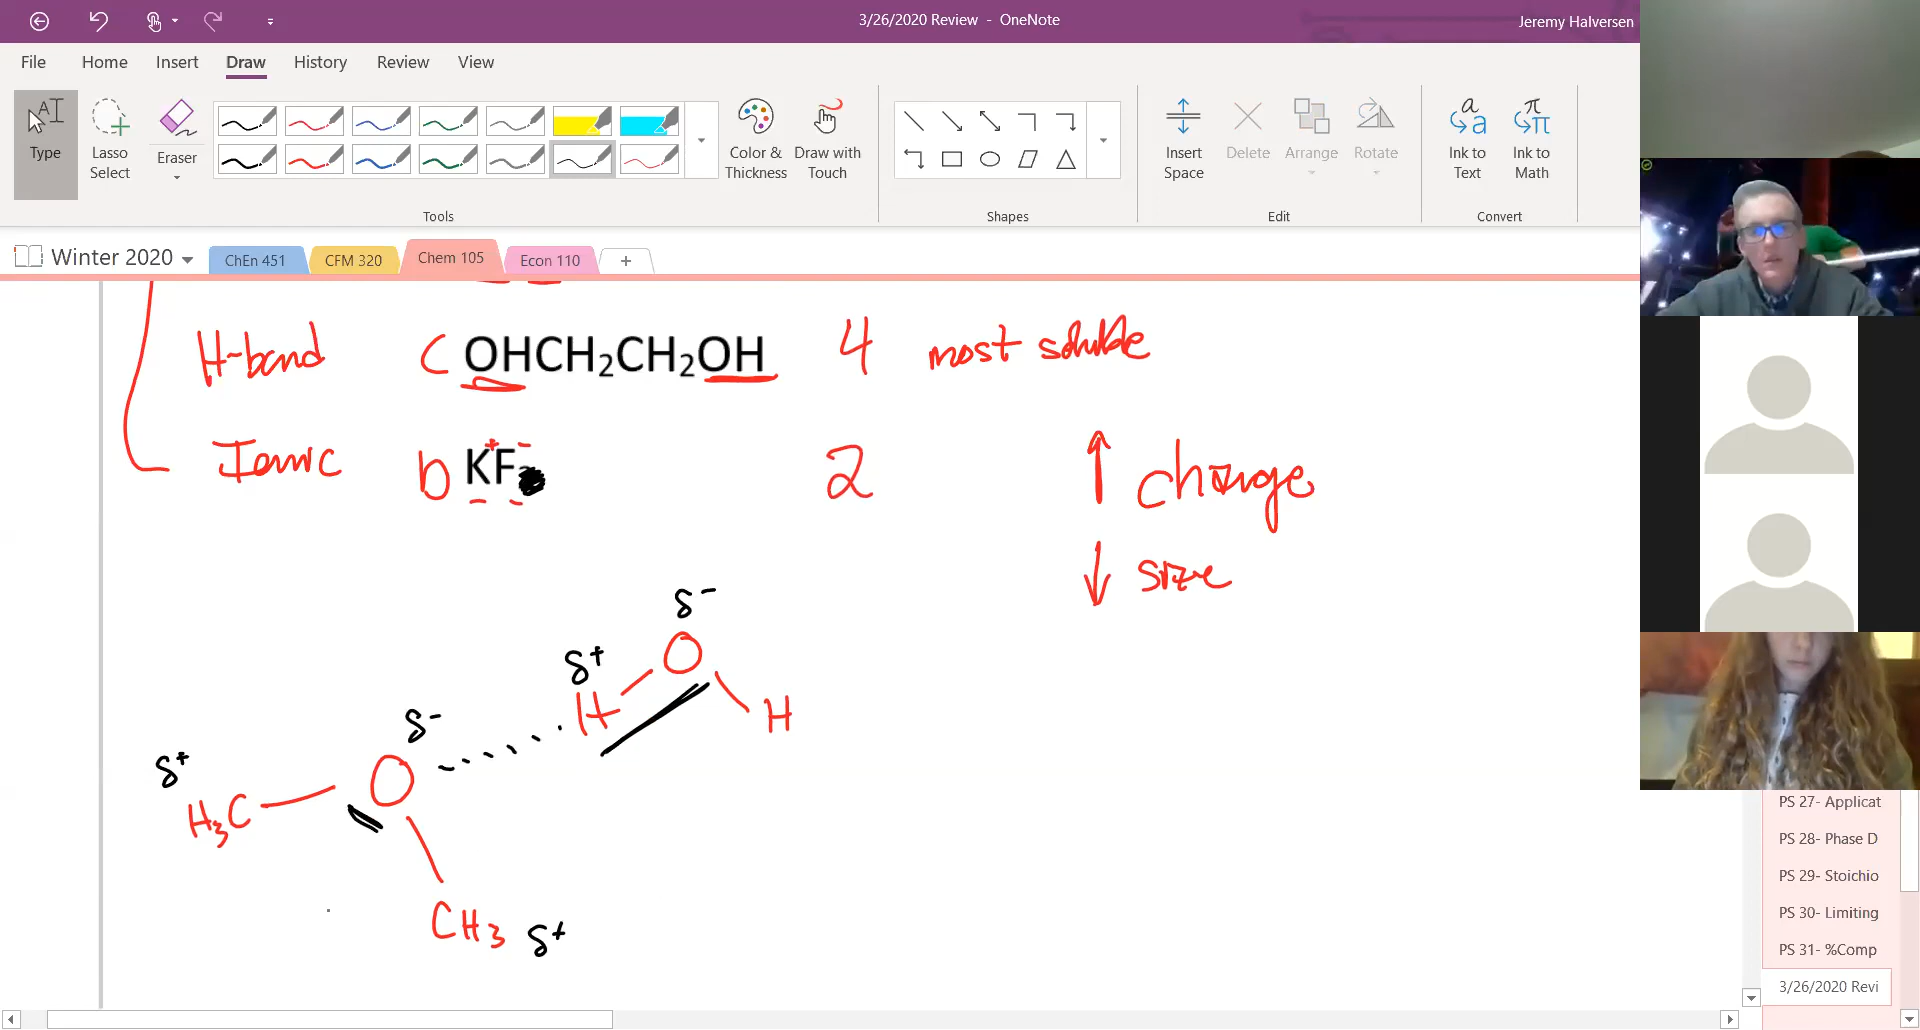 3/26/2020 Review - OneNote
Jeremy Halversen
File Home Insert Draw History Review View
Type
Lasso Select
Eraser
Color & Thickness
Draw with Touch
Insert Space
Delete
Arrange
Rotate
Ink to Text
Ink to Math
Tools
Shapes
Edit
Convert
Winter 2020
ChEn 451
CFM 320
Chem 105
Econ 110
H-bond c OHCH₂CH₂OH 4 most soluble
Ionic b K⁺F⁻ 2 ↑ charge
↓ size
δ⁻
δ⁺ O
H H
δ⁻
δ⁺ O
H₃C
CH₃ δ⁺
PS 27- Applicat
PS 28- Phase D
PS 29- Stoichio
PS 30- Limiting
PS 31- %Comp
3/26/2020 Revi